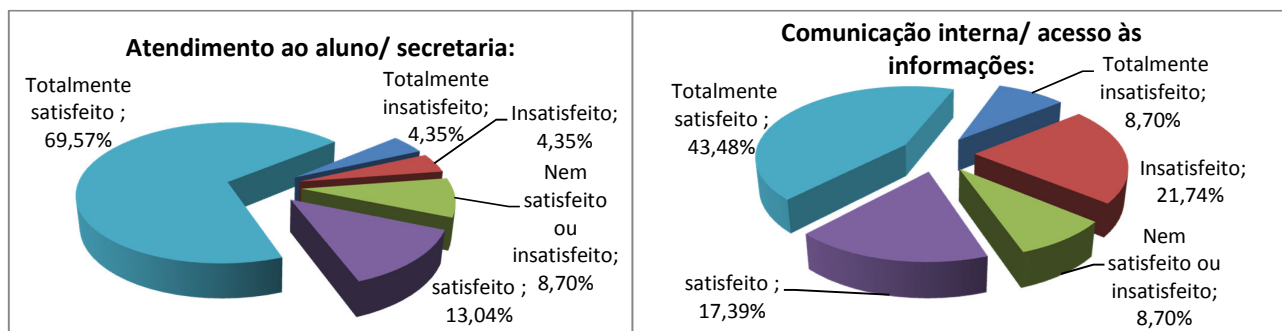 Atendimento ao aluno/ secretaria:
Totalmente
satisfeito ;
69,57%
Totalmente
insatisfeito;
4,35%
Insatisfeito;
4,35%
Nem
satisfeito
ou
insatisfeito;
8,70%
satisfeito ;
13,04%
Comunicação interna/ acesso às
informações:
Totalmente
satisfeito ;
43,48%
Totalmente
insatisfeito;
8,70%
Insatisfeito;
21,74%
Nem
satisfeito ou
insatisfeito;
8,70%
satisfeito ;
17,39%